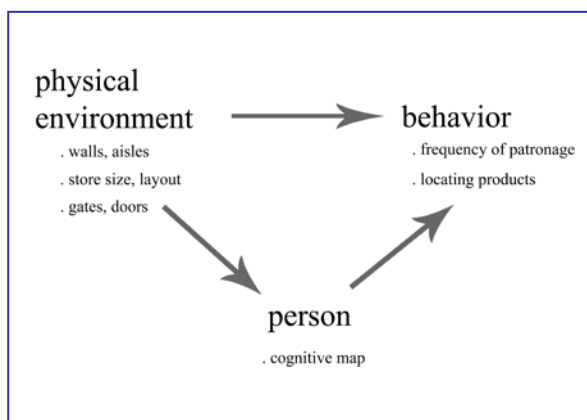 physical
environment
. walls, aisles
. store size, layout
. gates, doors
behavior
. frequency of patronage
. locating products
person
. cognitive map